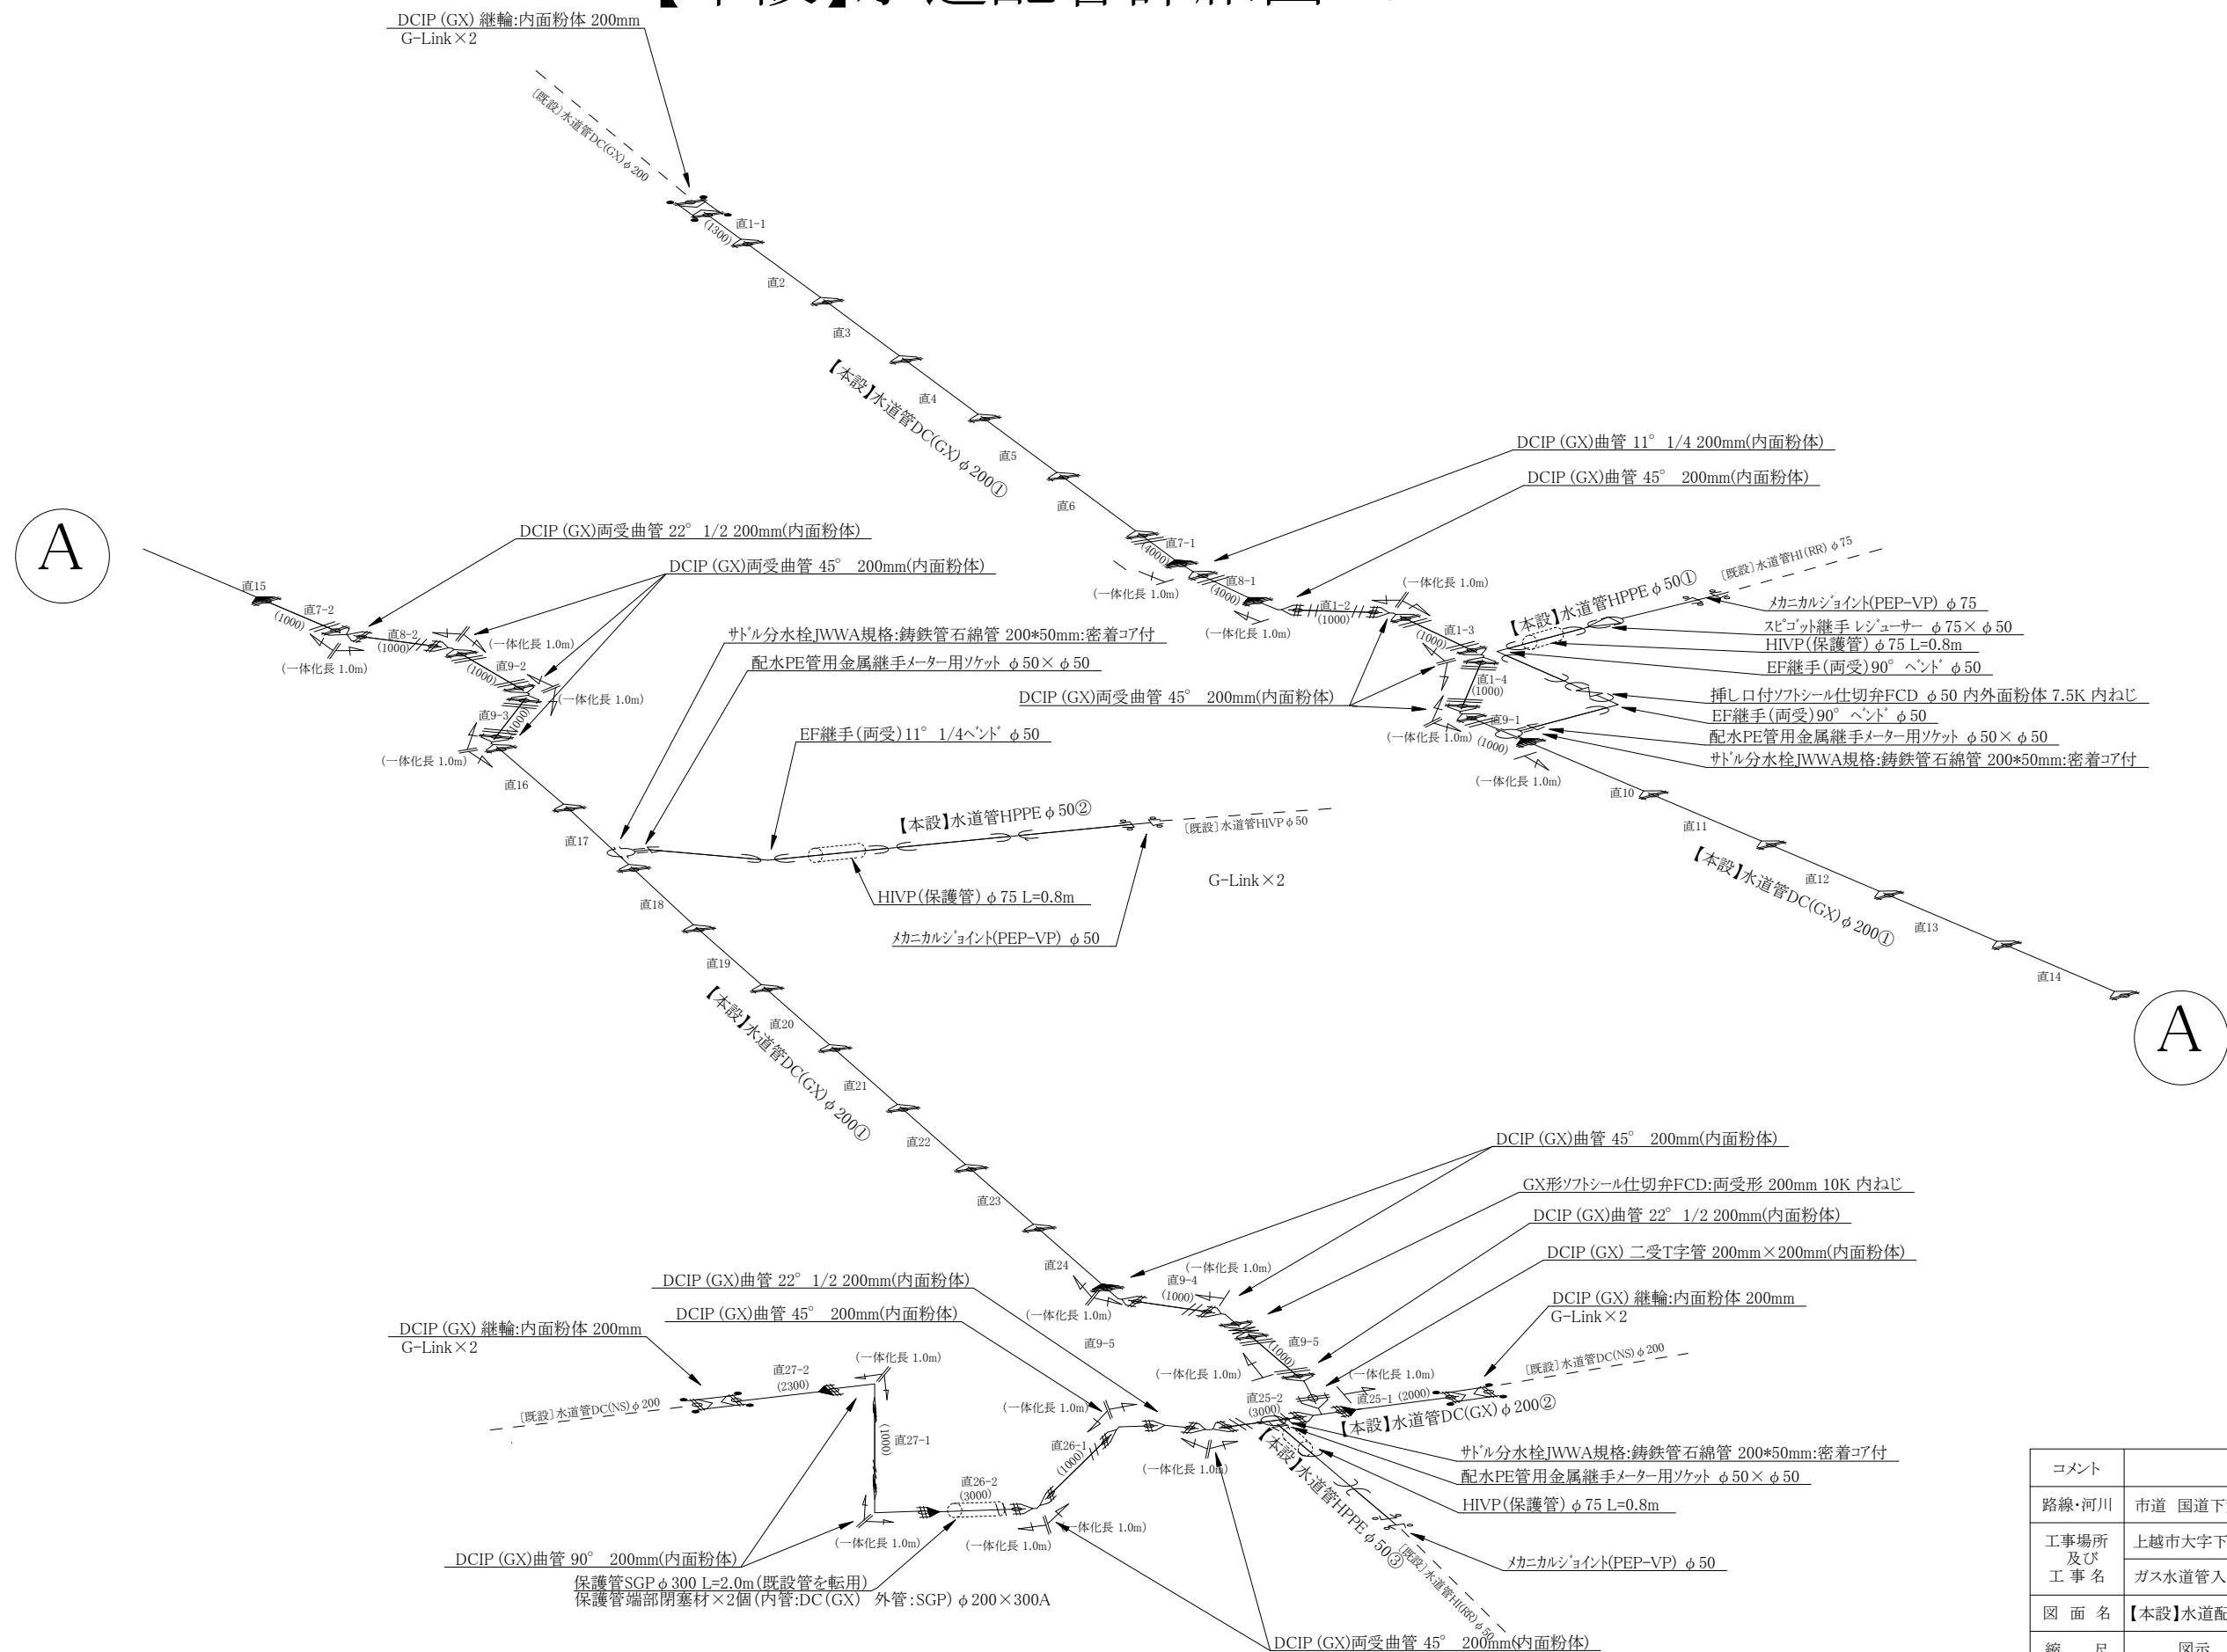 DCIP (GX) 継輪:内面粉体 200mm
G-Link×2
〔既設〕水道管DC(GX)φ200
直1-1
(1300)
直2
直3
【本設】水道管DC(GX)φ200①
直4
直5
直6
直7-1
(4000)
(一体化長 1.0m)
直8-1
(4000)
(一体化長 1.0m)
DCIP (GX)曲管 11° 1/4 200mm(内面粉体)
DCIP (GX)曲管 45° 200mm(内面粉体)
直1-2
(1000)
(一体化長 1.0m)
直1-3
(1000)
直1-4
(1000)
DCIP (GX)両受曲管 45° 200mm(内面粉体)
(一体化長 1.0m)
直9-1
(1000)
(一体化長 1.0m)
【本設】水道管HPPEφ50①
〔既設〕水道管HI(RR)φ75
メカニカルジョイント(PEP-VP) φ75
スピゴット継手 レジューサー φ75×φ50
HIVP(保護管)φ75 L=0.8m
EF継手(両受)90° ベンド φ50
挿し口付ソフトシール仕切弁FCD φ50 内外面粉体 7.5K 内ねじ
EF継手(両受)90° ベンド φ50
配水PE管用金属継手メーター用ソケット φ50×φ50
サドル分水栓JWWA規格:鋳鉄管石綿管 200*50mm:密着コア付
直10
直11
直12
【本設】水道管DC(GX)φ200①
直13
直14
A
A
直15
直7-2
(1000)
(一体化長 1.0m)
DCIP (GX)両受曲管 22° 1/2 200mm(内面粉体)
DCIP (GX)両受曲管 45° 200mm(内面粉体)
直8-2
(1000)
(一体化長 1.0m)
直9-2
(1000)
(一体化長 1.0m)
直9-3
(1000)
(一体化長 1.0m)
直16
直17
サドル分水栓JWWA規格:鋳鉄管石綿管 200*50mm:密着コア付
配水PE管用金属継手メーター用ソケット φ50×φ50
EF継手(両受)11° 1/4ベンド φ50
【本設】水道管HPPEφ50②
〔既設〕水道管HIVPφ50
HIVP(保護管)φ75 L=0.8m
メカニカルジョイント(PEP-VP) φ50
G-Link×2
直18
直19
直20
【本設】水道管DC(GX)φ200①
直21
直22
直23
直24
(一体化長 1.0m)
直9-5
直9-4
(1000)
(一体化長 1.0m)
DCIP (GX)曲管 45° 200mm(内面粉体)
GX形ソフトシール仕切弁FCD:両受形 200mm 10K 内ねじ
DCIP (GX)曲管 22° 1/2 200mm(内面粉体)
DCIP (GX) 二受T字管 200mm×200mm(内面粉体)
DCIP (GX) 継輪:内面粉体 200mm
G-Link×2
直9-5
(1000)
(一体化長 1.0m)
(一体化長 1.0m)
〔既設〕水道管DC(NS)φ200
直25-1 (2000)
直25-2
(3000)
【本設】水道管DC(GX)φ200②
DCIP (GX)曲管 22° 1/2 200mm(内面粉体)
DCIP (GX)曲管 45° 200mm(内面粉体)
DCIP (GX) 継輪:内面粉体 200mm
G-Link×2
〔既設〕水道管DC(NS)φ200
直27-2
(2300)
(一体化長 1.0m)
直27-1
(1000)
(一体化長 1.0m)
直26-2
(3000)
(一体化長 1.0m)
直26-1
(1000)
(一体化長 1.0m)
(一体化長 1.0m)
(一体化長 1.0m)
サドル分水栓JWWA規格:鋳鉄管石綿管 200*50mm:密着コア付
配水PE管用金属継手メーター用ソケット φ50×φ50
HIVP(保護管)φ75 L=0.8m
【本設】水道管HPPEφ50③
〔既設〕水道管HI(RR)φ50
メカニカルジョイント(PEP-VP) φ50
DCIP (GX)曲管 90° 200mm(内面粉体)
保護管SGPφ300 L=2.0m(既設管を転用)
保護管端部閉塞材×2個(内管:DC(GX) 外管:SGP)φ200×300A
DCIP (GX)両受曲管 45° 200mm(内面粉体)
コメント
路線・河川 市道 国道下
工事場所 上越市大字下
及び
工事名 ガス水道管入
図面名 【本設】水道配
縮尺 図示